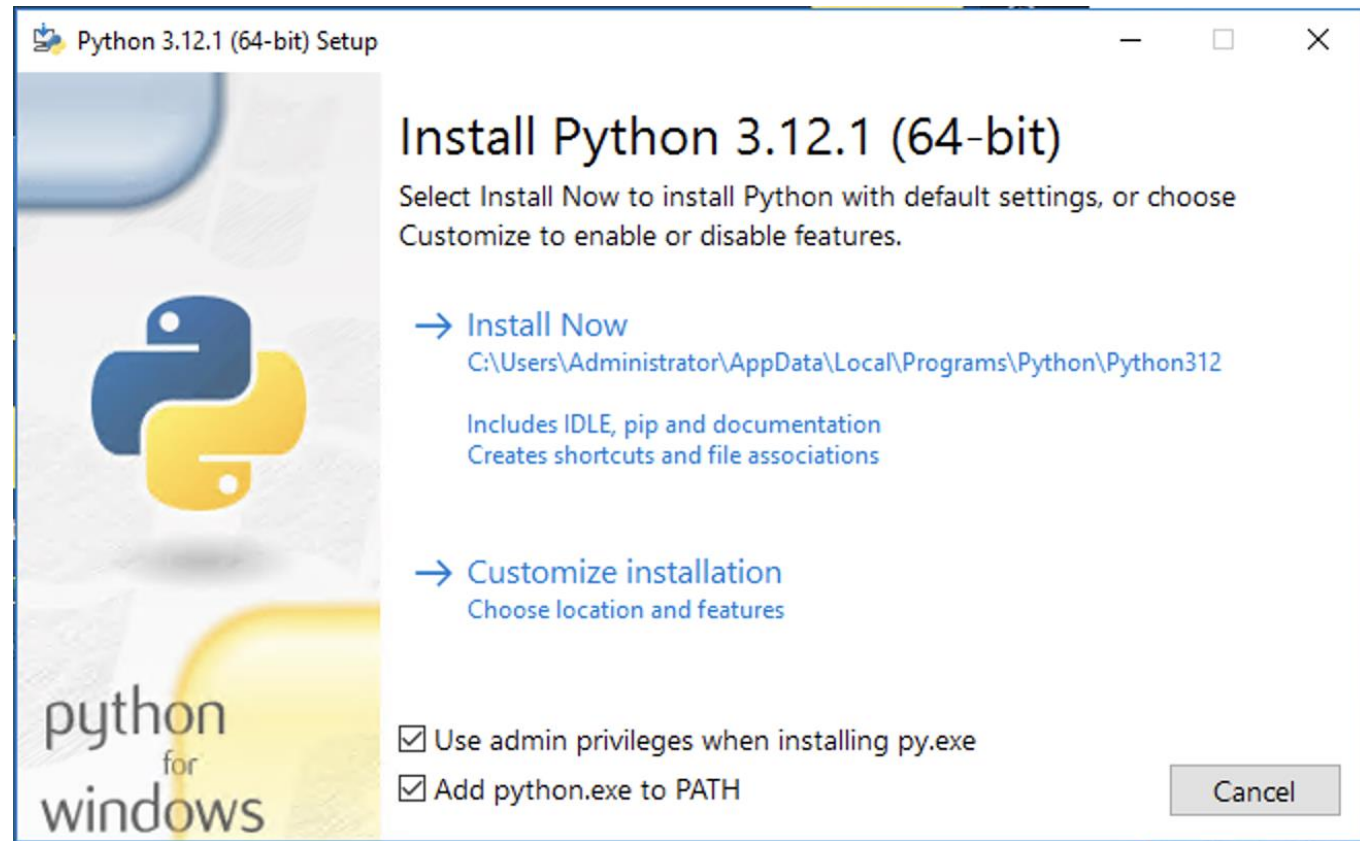 Python 3.12.1 (64-bit) Setup
Install Python 3.12.1 (64-bit)
Select Install Now to install Python with default settings, or choose
Customize to enable or disable features.
Install Now
C:\Users\Administrator\AppData\Local\Programs\Python\Python312
Includes IDLE, pip and documentation
Creates shortcuts and file associations
Customize installation
Choose location and features
python
for
windows
Use admin privileges when installing py.exe
Add python.exe to PATH
Cancel